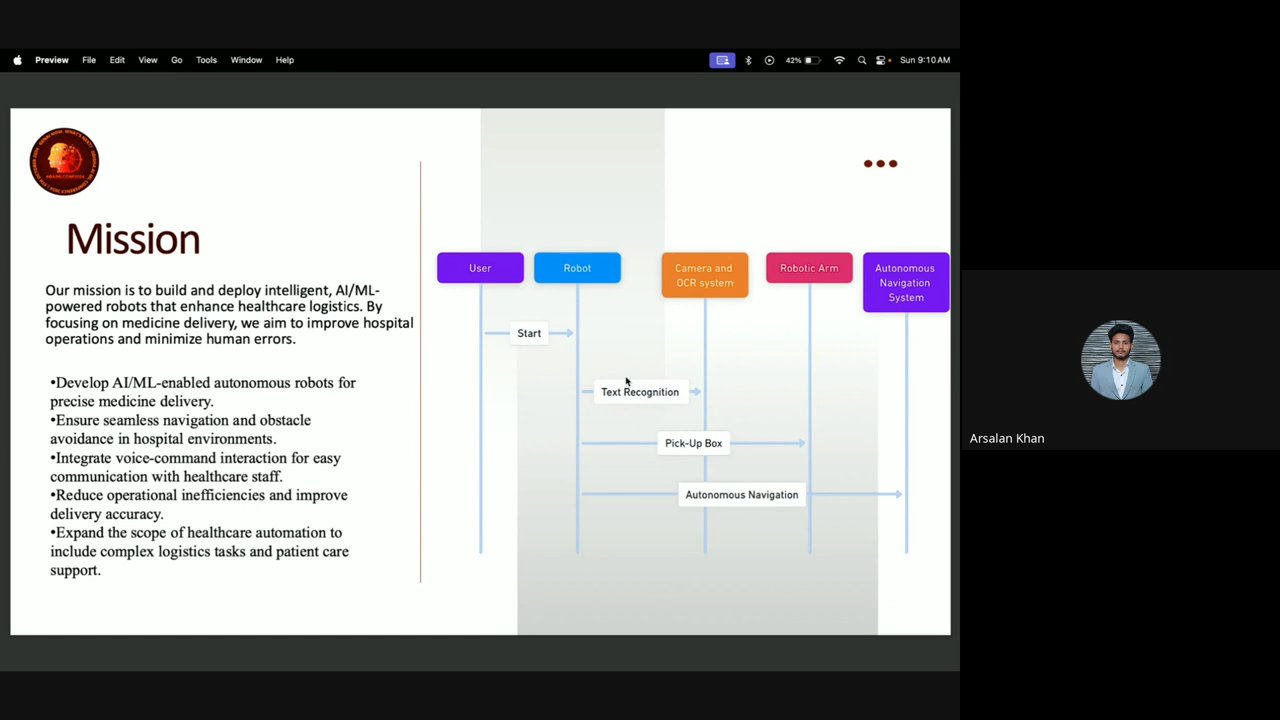 Preview File Edit View Go Tools Window Help 42% Sun 9:10 AM
Mission
Our mission is to build and deploy intelligent, AI/ML-
powered robots that enhance healthcare logistics. By
focusing on medicine delivery, we aim to improve hospital
operations and minimize human errors.
•Develop AI/ML-enabled autonomous robots for
precise medicine delivery.
•Ensure seamless navigation and obstacle
avoidance in hospital environments.
•Integrate voice-command interaction for easy
communication with healthcare staff.
•Reduce operational inefficiencies and improve
delivery accuracy.
•Expand the scope of healthcare automation to
include complex logistics tasks and patient care
support.
User
Robot
Camera and
OCR system
Robotic Arm
Autonomous
Navigation
System
Start
Text Recognition
Pick-Up Box
Autonomous Navigation
Arsalan Khan